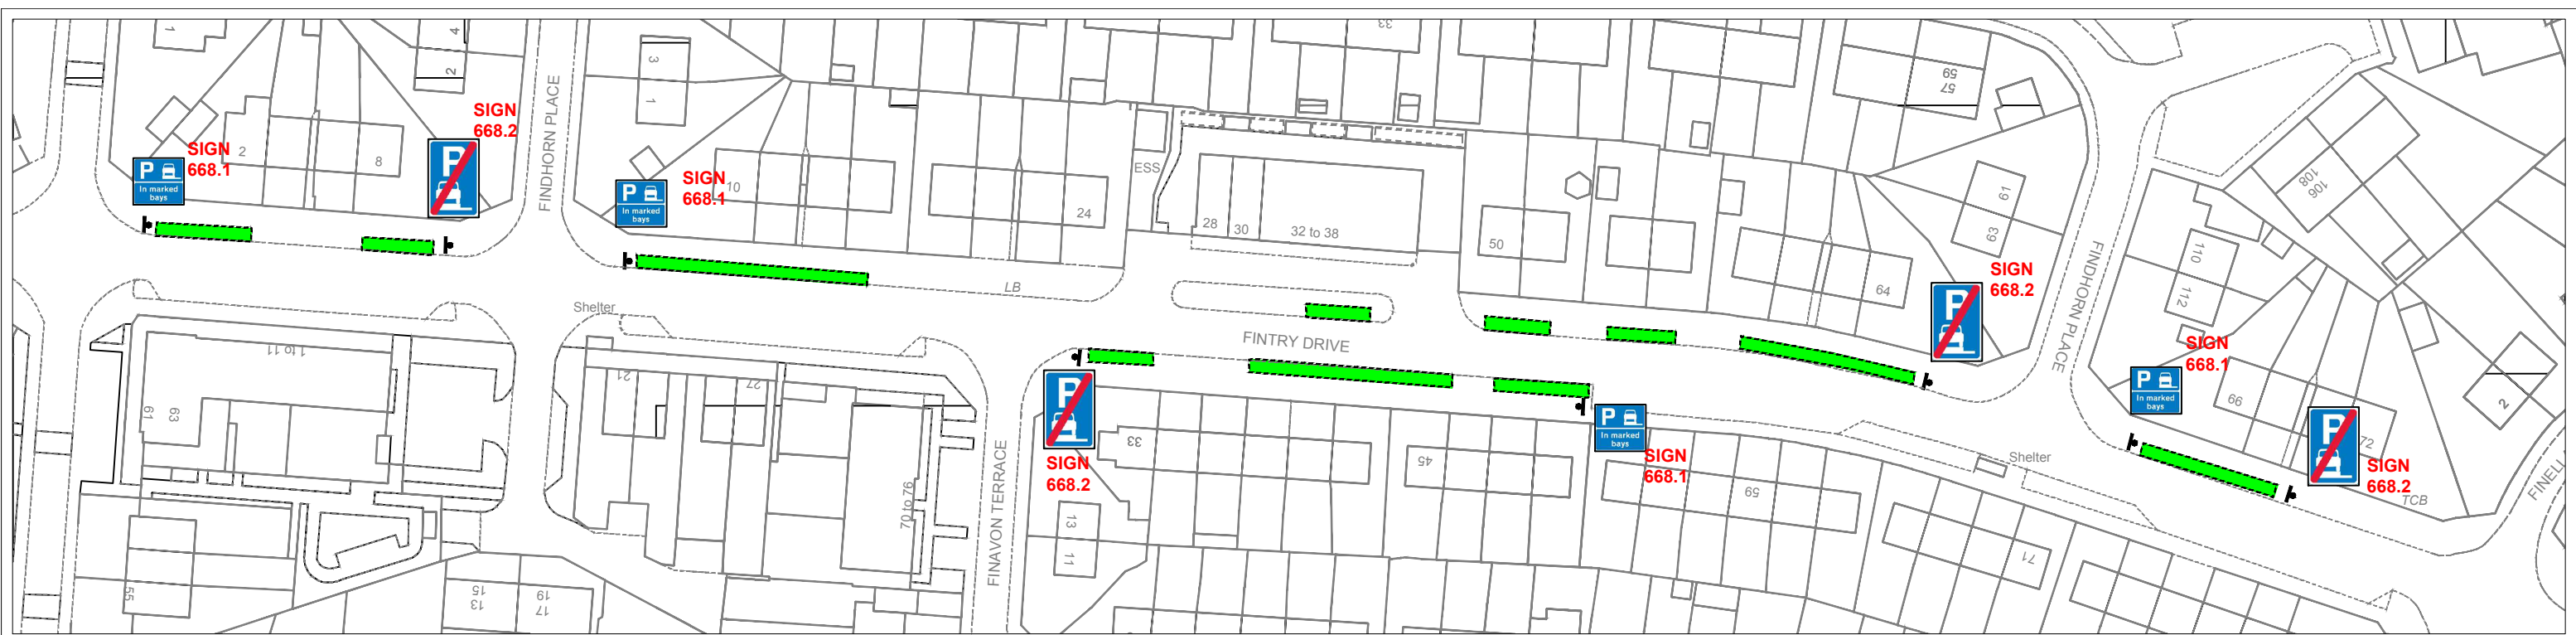 1
4
2
SIGN
668.2
FINDHORN PLACE
3
1
33
59
57
P
In marked
bays
SIGN
668.1
2
8
P
P
In marked
bays
SIGN
668.1
10
24
ESS
28
30
32 to 38
50
61
63
64
SIGN
668.2
P
FINDHORN PLACE
108
106
110
112
SIGN
668.1
P
In marked
bays
66
72
2
P
SIGN
668.2
TCB
FINELL
LB
Shelter
FINTRY DRIVE
1 to 11
61
63
21
27
70 to 76
FINAVON TERRACE
P
SIGN
668.2
33
45
P
In marked
bays
SIGN
668.1
59
Shelter
71
13
11
55
15
13
19
17